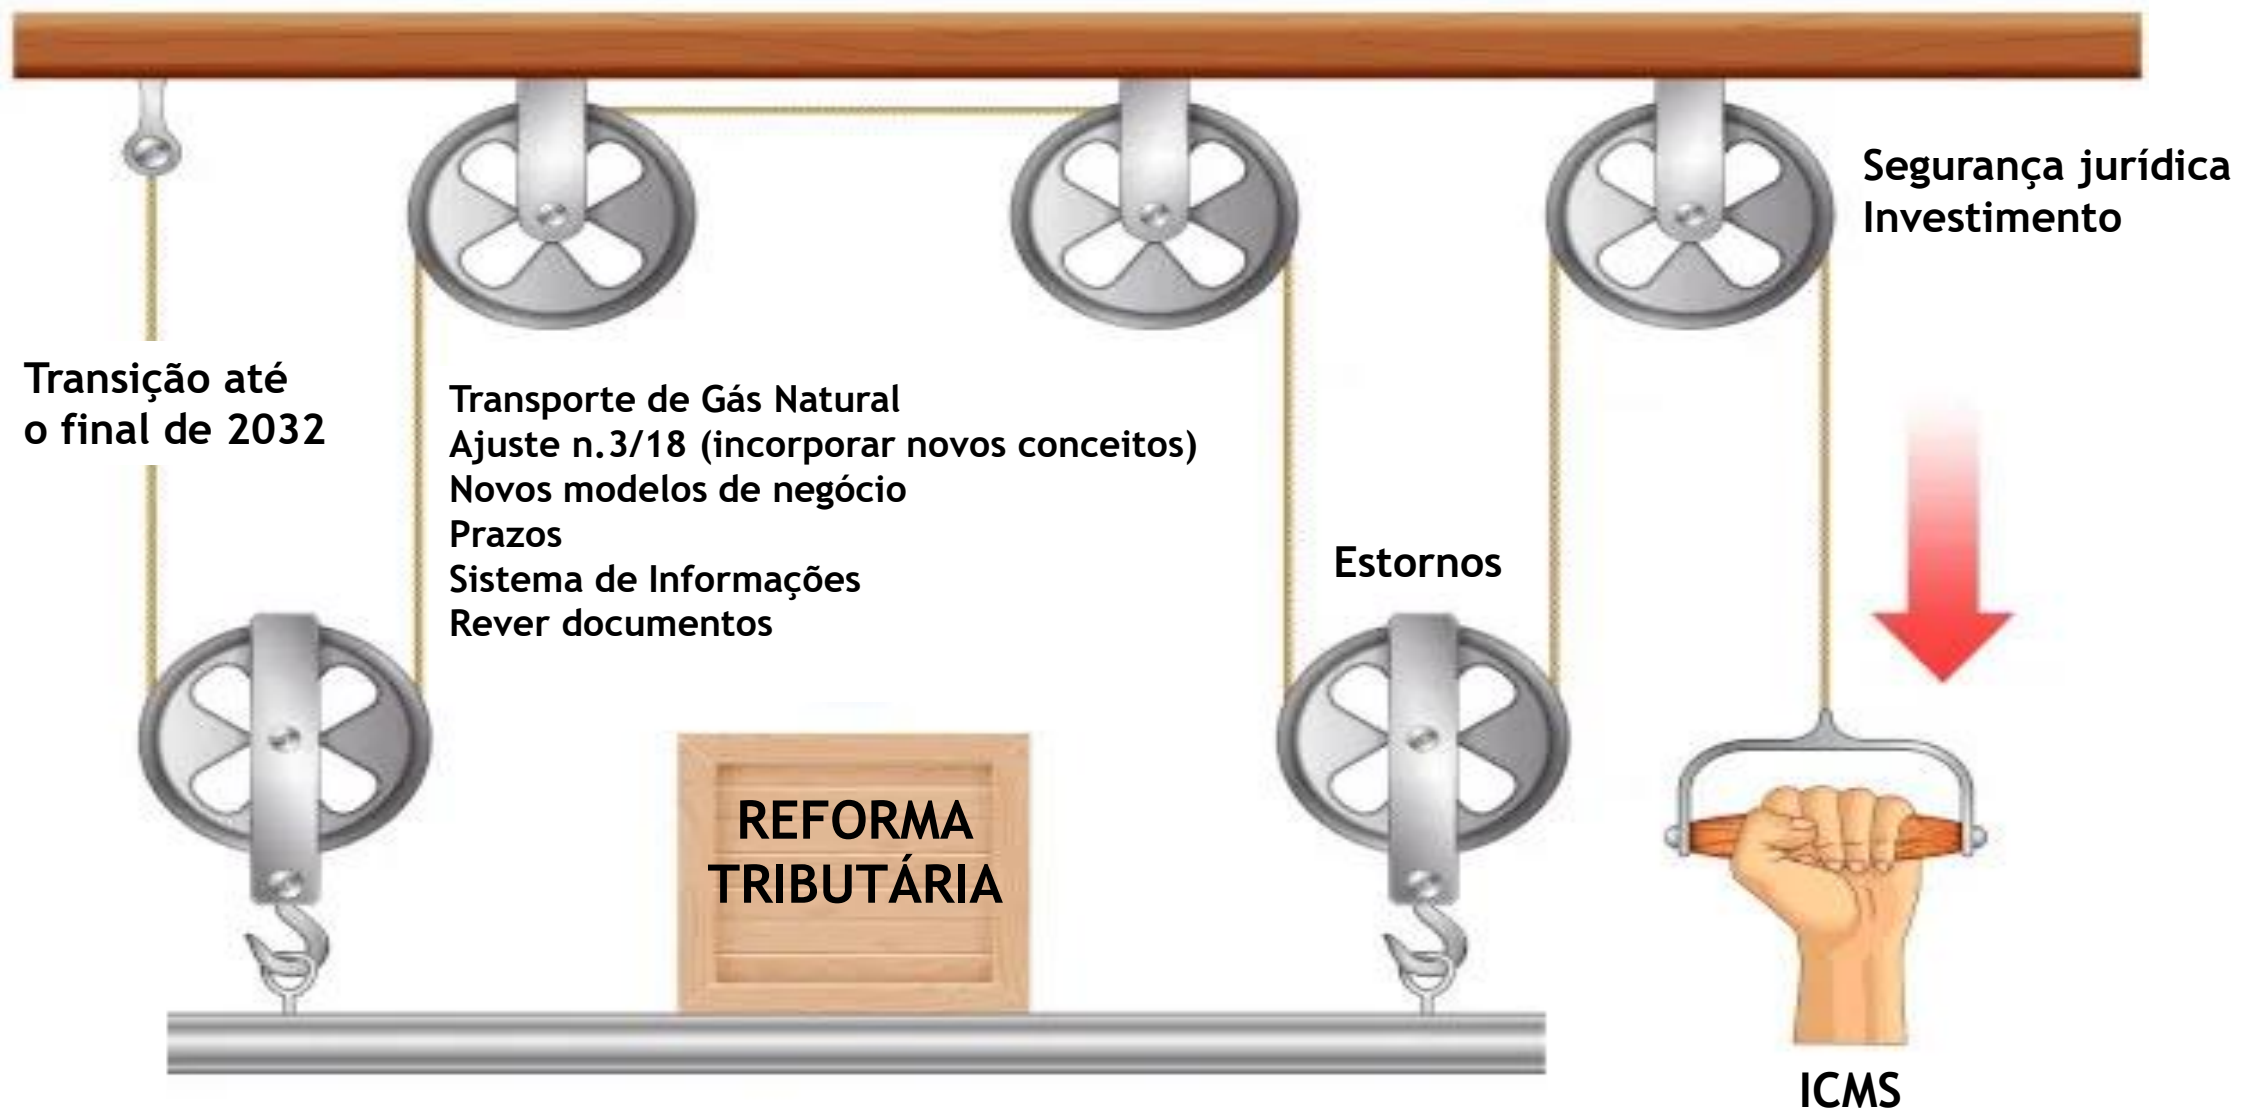 Segurança jurídica
Investimento
Transição até
o final de 2032
Transporte de Gás Natural
Ajuste n.3/18 (incorporar novos conceitos)
Novos modelos de negócio
Prazos
Sistema de Informações
Rever documentos
Estornos
REFORMA
TRIBUTÁRIA
ICMS